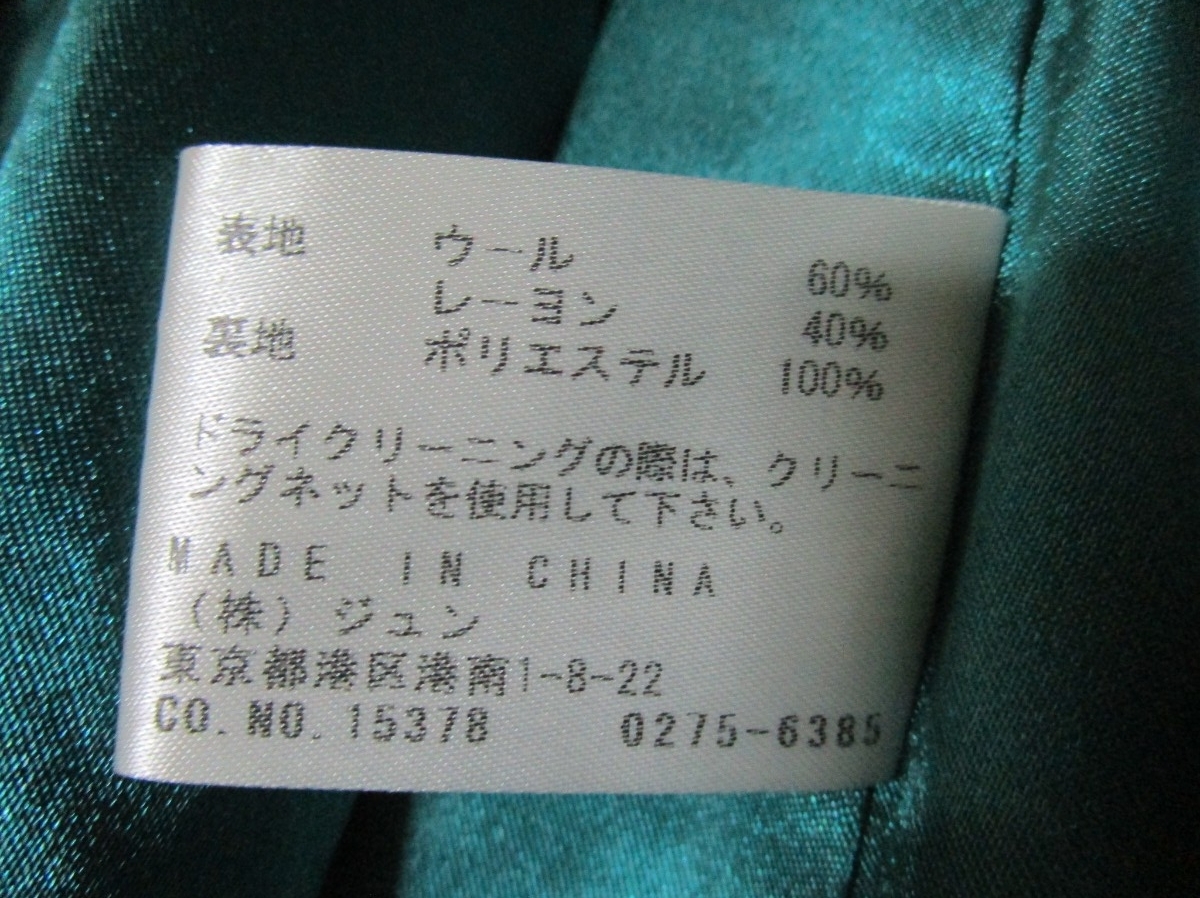 表地 ウール 60%
レーヨン 40%
裏地 ポリエステル 100%
ドライクリーニングの際は、クリーニ
ングネットを使用して下さい。
MADE IN CHINA
(株)ジュン
東京都港区港南1-8-22
CO.NO.15378 0275-6385